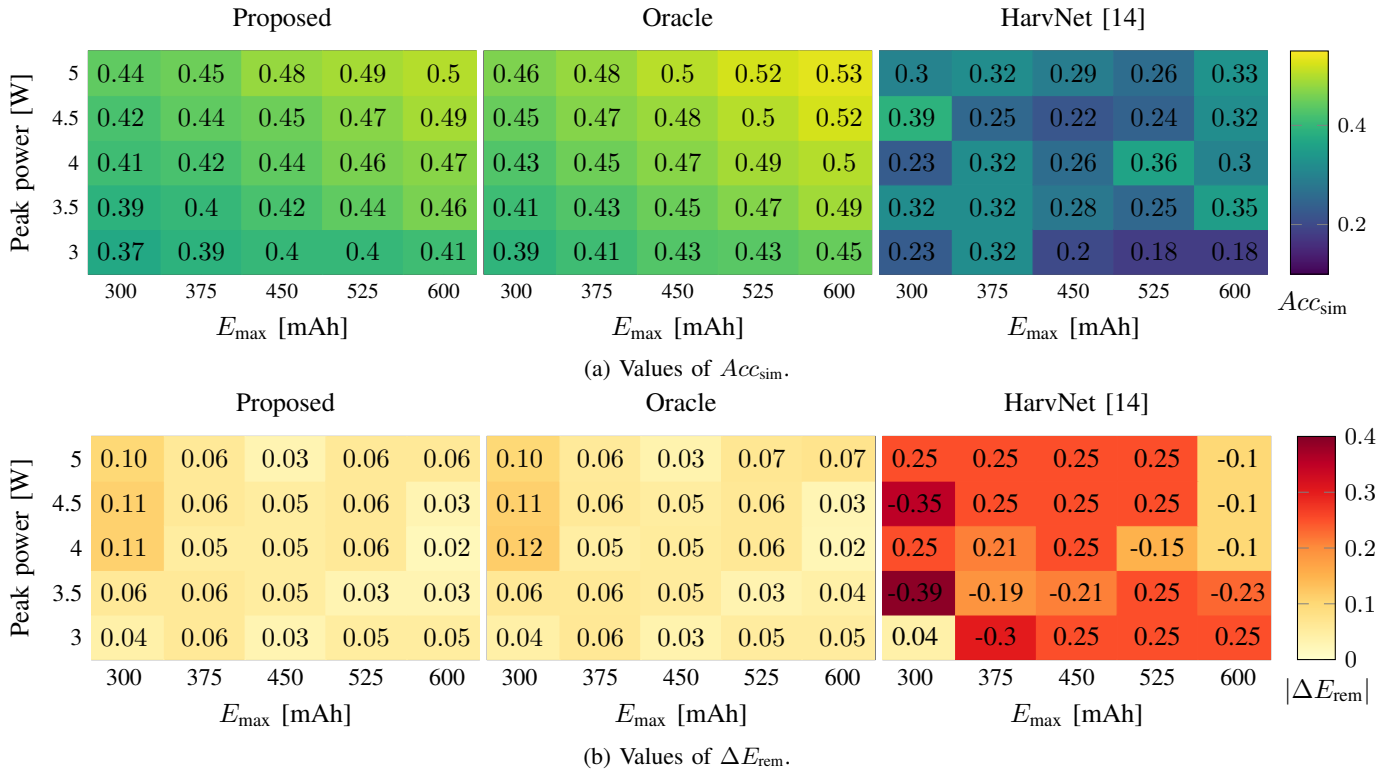 Proposed Oracle HarvNet [14]
Peak power [W]
5 0.44 0.45 0.48 0.49 0.5 0.46 0.48 0.5 0.52 0.53 0.3 0.32 0.29 0.26 0.33
4.5 0.42 0.44 0.45 0.47 0.49 0.45 0.47 0.48 0.5 0.52 0.39 0.25 0.22 0.24 0.32
0.4
4 0.41 0.42 0.44 0.46 0.47 0.43 0.45 0.47 0.49 0.5 0.23 0.32 0.26 0.36 0.3
3.5 0.39 0.4 0.42 0.44 0.46 0.41 0.43 0.45 0.47 0.49 0.32 0.32 0.28 0.25 0.35
0.2
3 0.37 0.39 0.4 0.4 0.41 0.39 0.41 0.43 0.43 0.45 0.23 0.32 0.2 0.18 0.18
300 375 450 525 600 300 375 450 525 600 300 375 450 525 600
Acc_sim
E_max [mAh] E_max [mAh] E_max [mAh]
(a) Values of Acc_sim.
Proposed Oracle HarvNet [14]
Peak power [W]
0.4
5 0.10 0.06 0.03 0.06 0.06 0.10 0.06 0.03 0.07 0.07 0.25 0.25 0.25 0.25 -0.1
4.5 0.11 0.06 0.05 0.06 0.03 0.11 0.06 0.05 0.06 0.03 -0.35 0.25 0.25 0.25 -0.1
0.3
4 0.11 0.05 0.05 0.06 0.02 0.12 0.05 0.05 0.06 0.02 0.25 0.21 0.25 -0.15 -0.1
0.2
3.5 0.06 0.06 0.05 0.03 0.03 0.06 0.06 0.05 0.03 0.04 -0.39 -0.19 -0.21 0.25 -0.23
0.1
3 0.04 0.06 0.03 0.05 0.05 0.04 0.06 0.03 0.05 0.05 0.04 -0.3 0.25 0.25 0.25
0
300 375 450 525 600 300 375 450 525 600 300 375 450 525 600
|ΔE_rem|
E_max [mAh] E_max [mAh] E_max [mAh]
(b) Values of ΔE_rem.